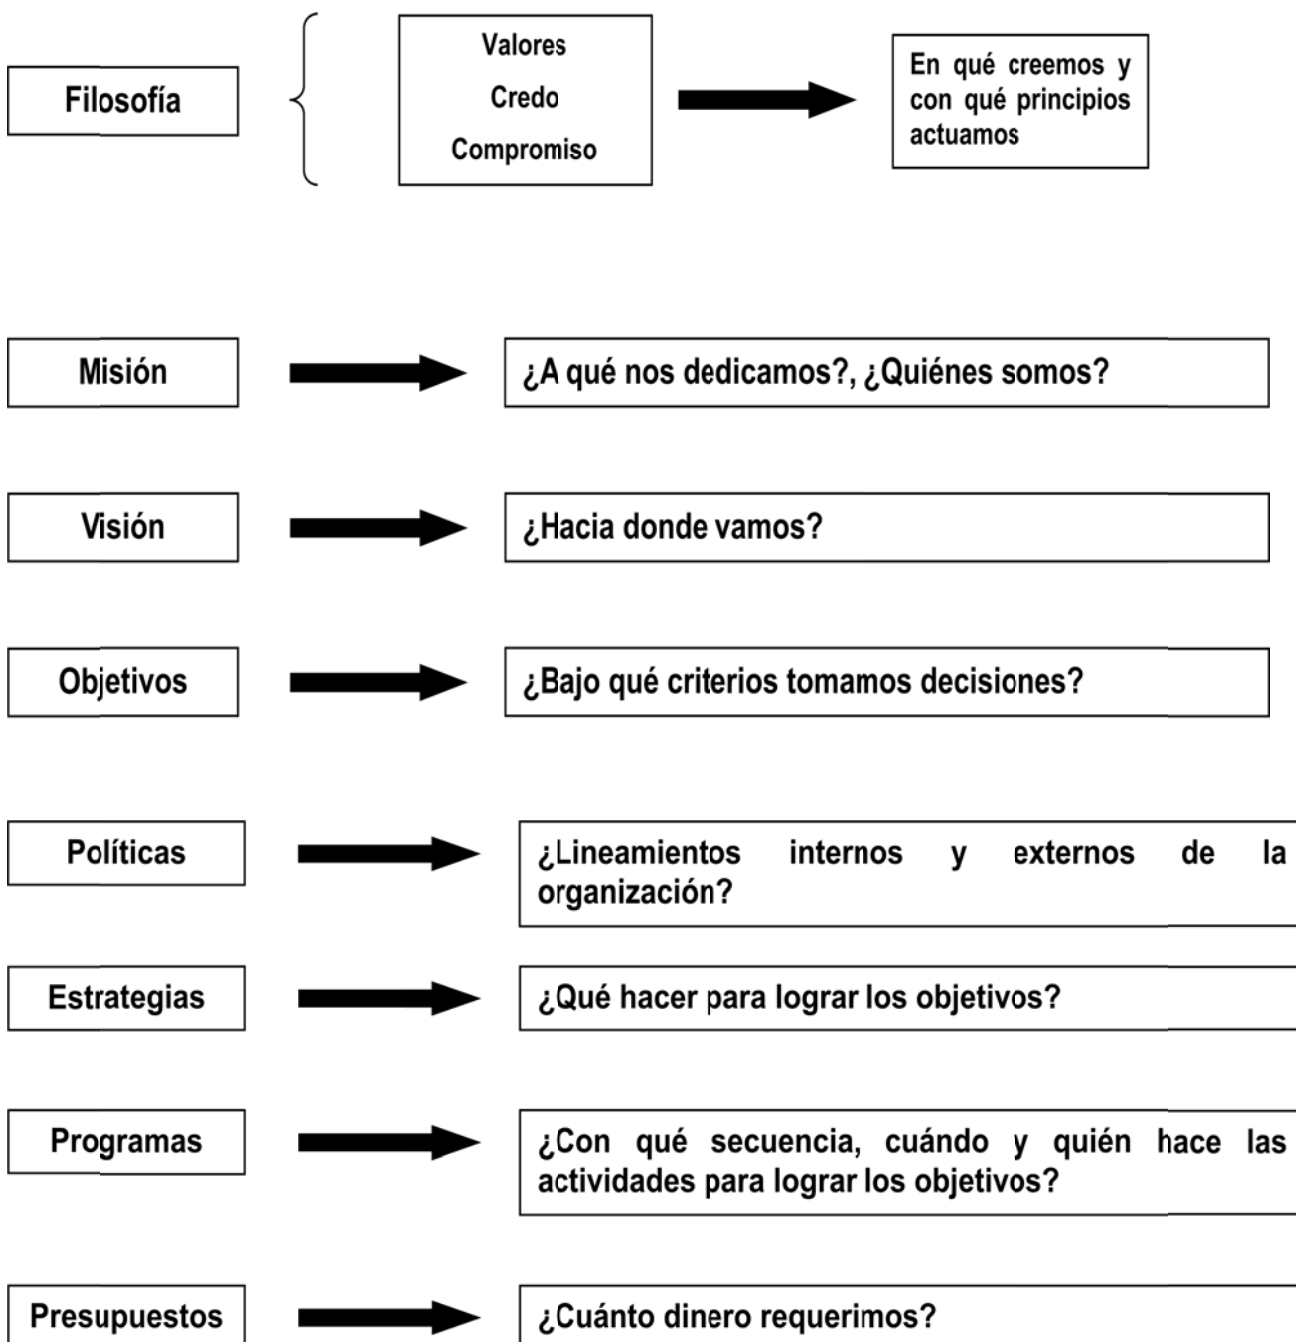 Filosofía
Valores
Credo
Compromiso
En qué creemos y
con qué principios
actuamos
Misión
¿A qué nos dedicamos?, ¿Quiénes somos?
Visión
¿Hacia donde vamos?
Objetivos
¿Bajo qué criterios tomamos decisiones?
Políticas
¿Lineamientos internos y externos de la
organización?
Estrategias
¿Qué hacer para lograr los objetivos?
Programas
¿Con qué secuencia, cuándo y quién hace las
actividades para lograr los objetivos?
Presupuestos
¿Cuánto dinero requerimos?